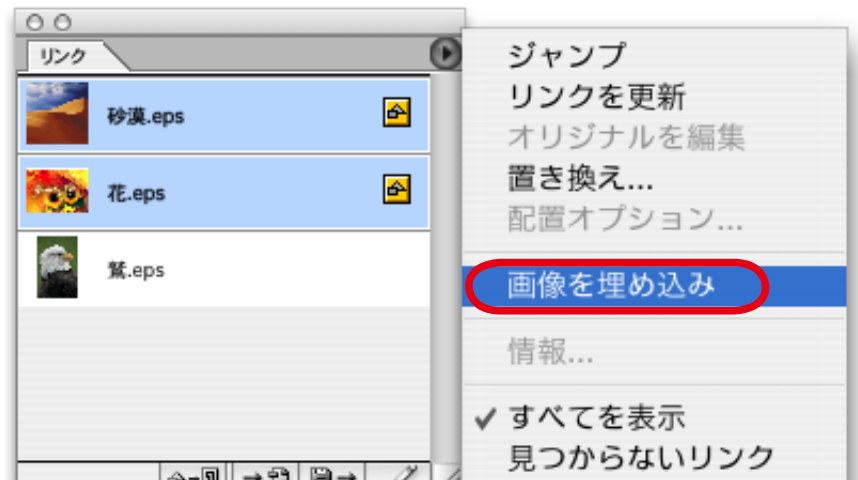 リンク
砂漠.eps
花.eps
鷲.eps
ジャンプ
リンクを更新
オリジナルを編集
置き換え...
配置オプション...
画像を埋め込み
情報...
✓ すべてを表示
見つからないリンク